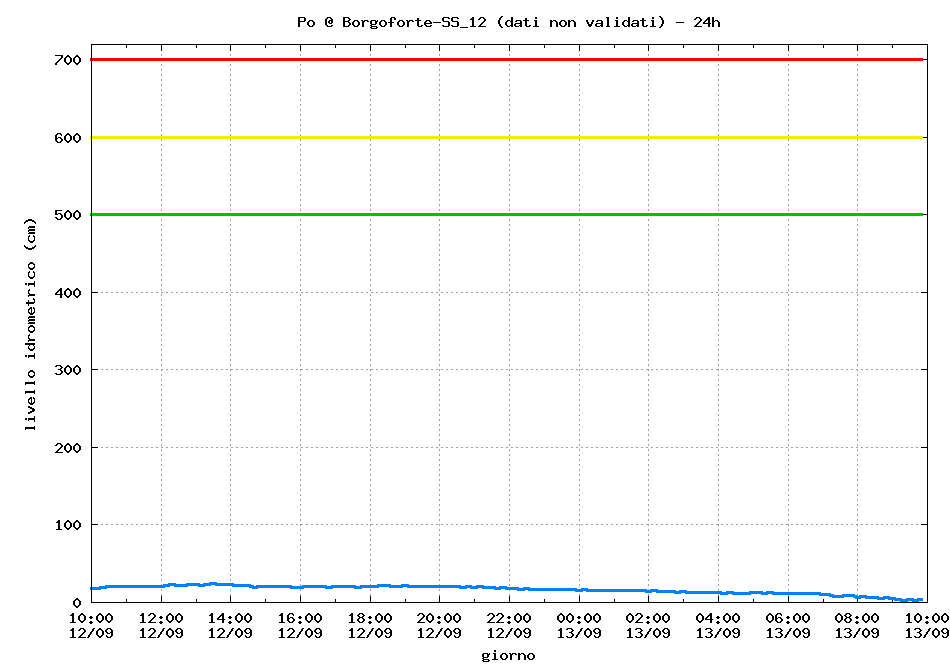 Po @ Borgoforte-SS_12 (dati non validati) - 24h
700
600
500
400
300
200
100
0
livello idrometrico (cm)
10:00 12:00 14:00 16:00 18:00 20:00 22:00 00:00 02:00 04:00 06:00 08:00 10:00
12/09 12/09 12/09 12/09 12/09 12/09 12/09 13/09 13/09 13/09 13/09 13/09 13/09
giorno